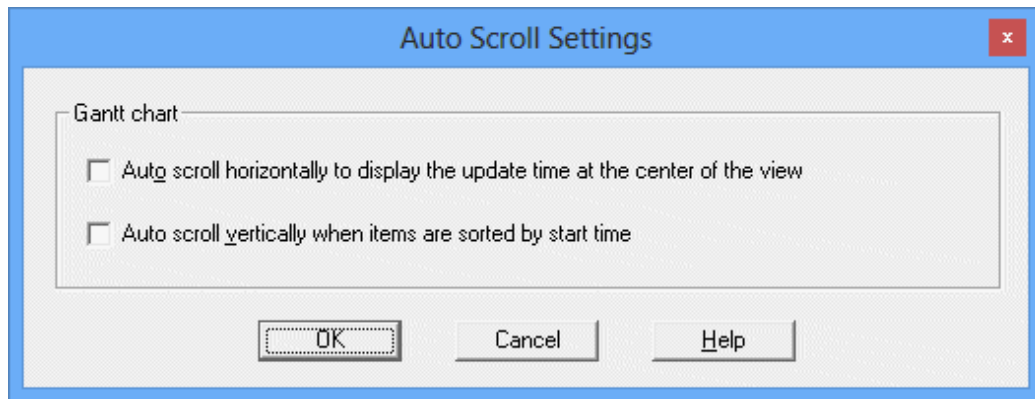 Auto Scroll Settings
x
Gantt chart
Auto scroll horizontally to display the update time at the center of the view
Auto scroll vertically when items are sorted by start time
OK Cancel Help